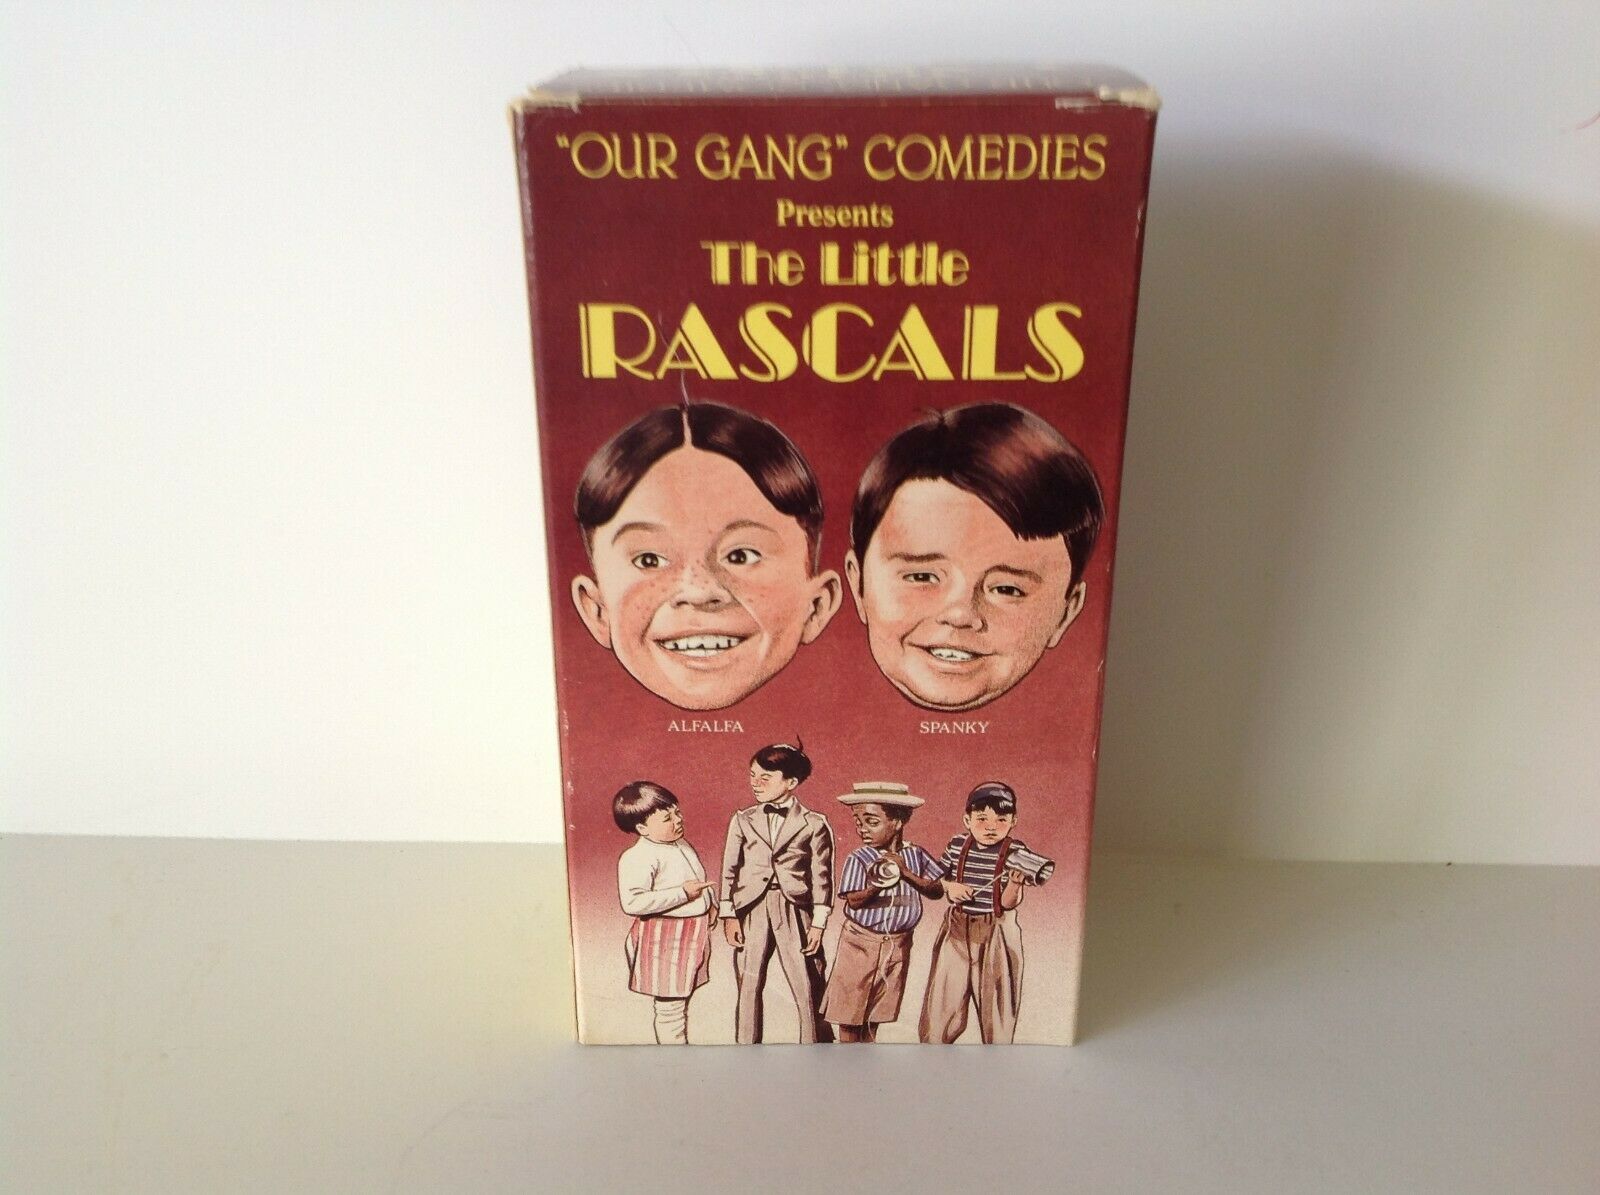 "OUR GANG" COMEDIES
Presents
The Little
RASCALS
ALFALFA
SPANKY